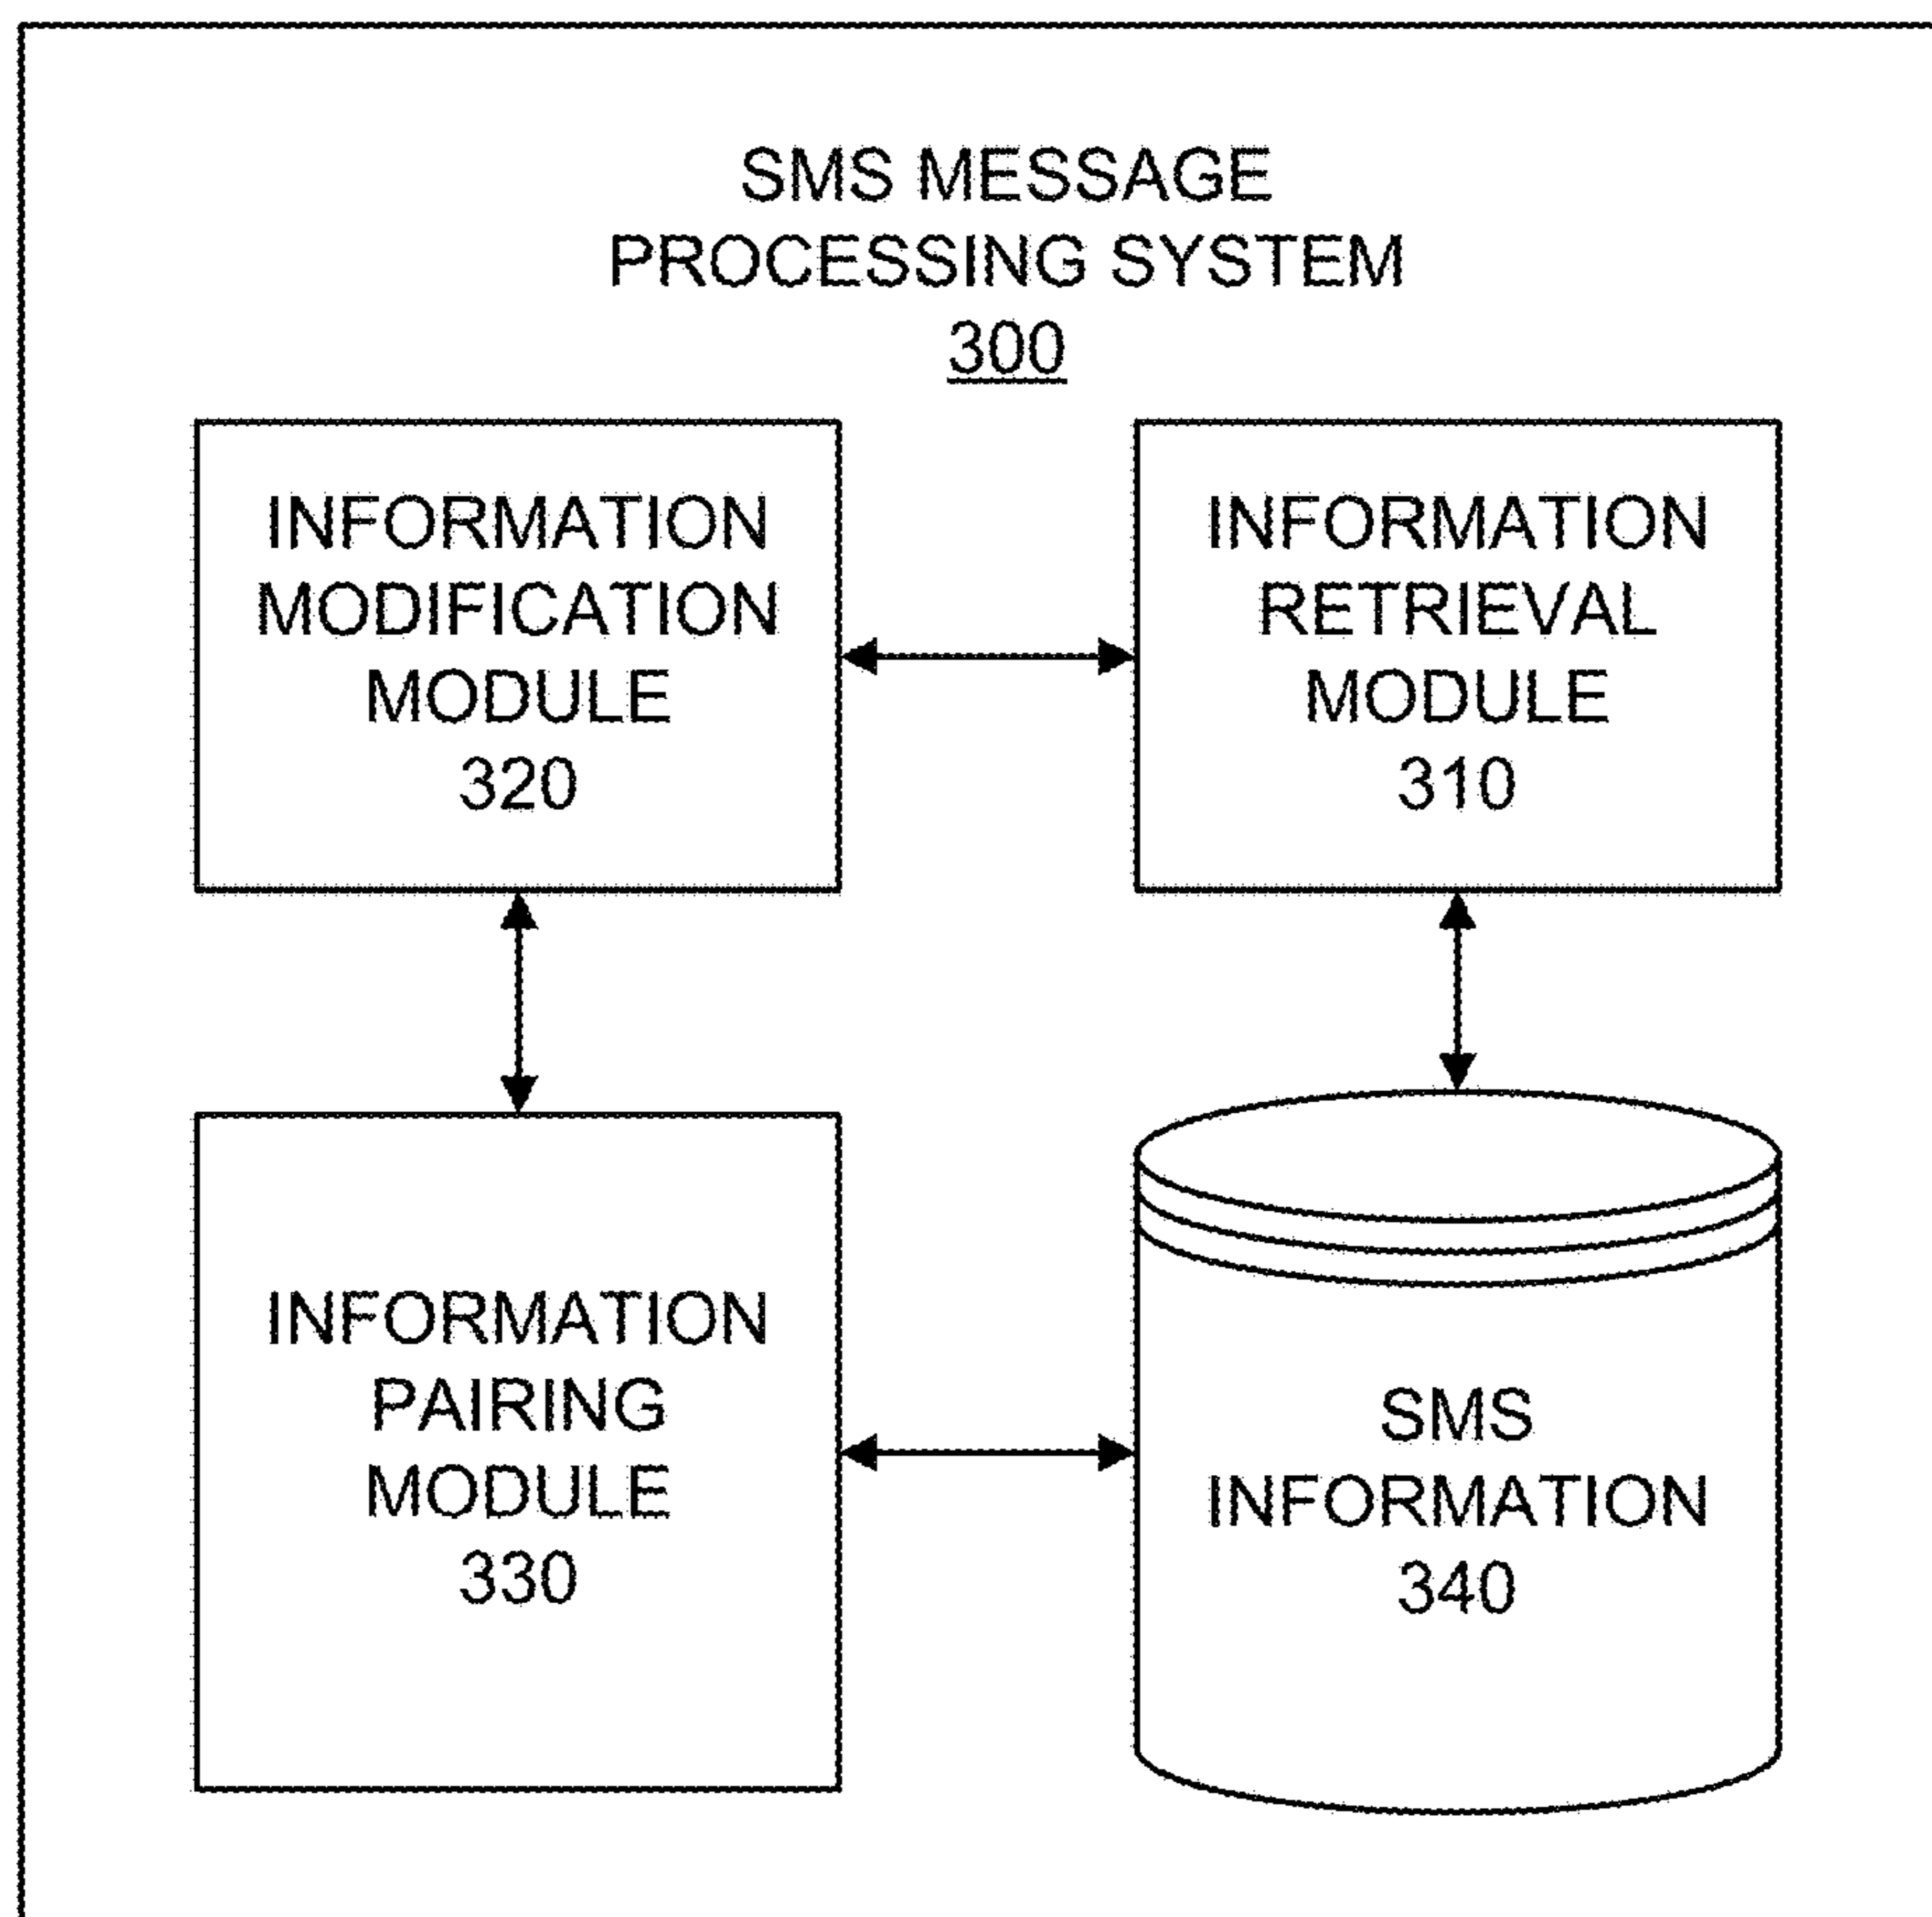 SMS MESSAGE
PROCESSING SYSTEM
300
INFORMATION
MODIFICATION
MODULE
320
INFORMATION
RETRIEVAL
MODULE
310
INFORMATION
PAIRING
MODULE
330
SMS
INFORMATION
340